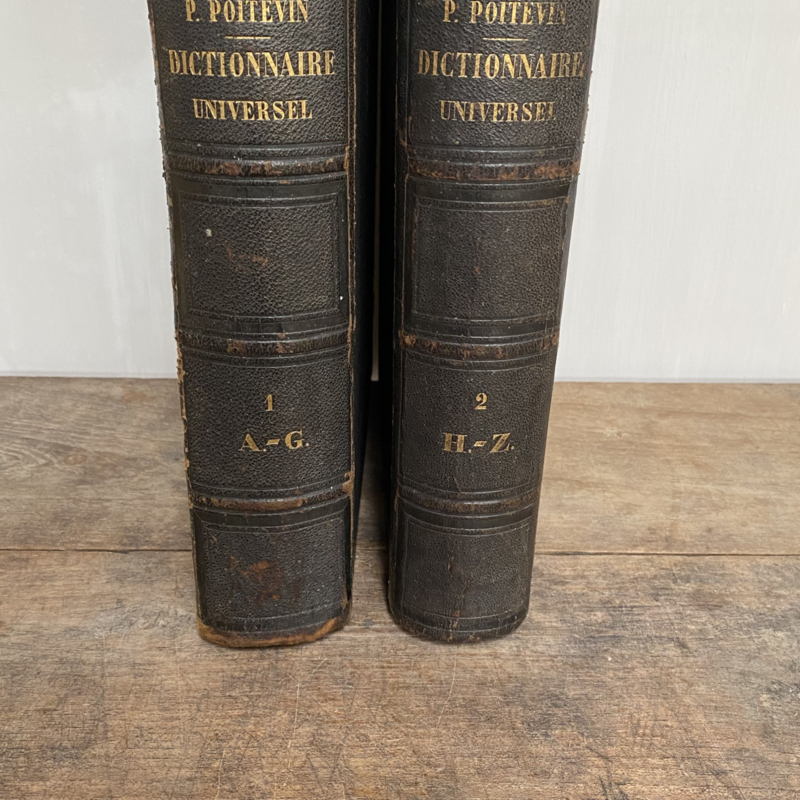 P. POITEVIN
DICTIONNAIRE
UNIVERSEL
1
A.=G.
P. POITEVIN
DICTIONNAIRE
UNIVERSEL
2
H.=Z.